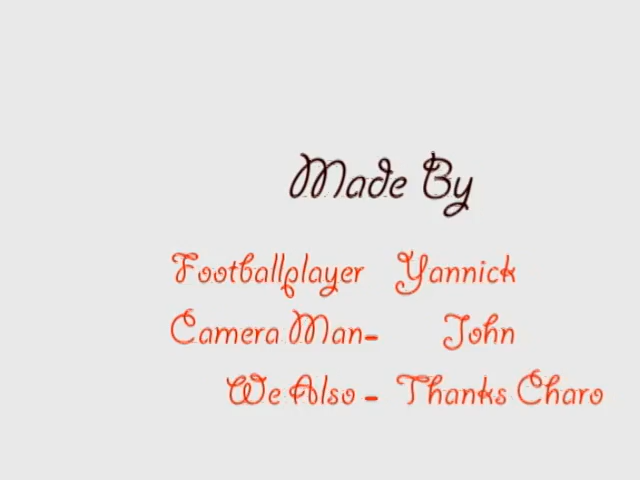 Made By
Footballplayer Yannick
Camera Man- John
We Also - Thanks Charo